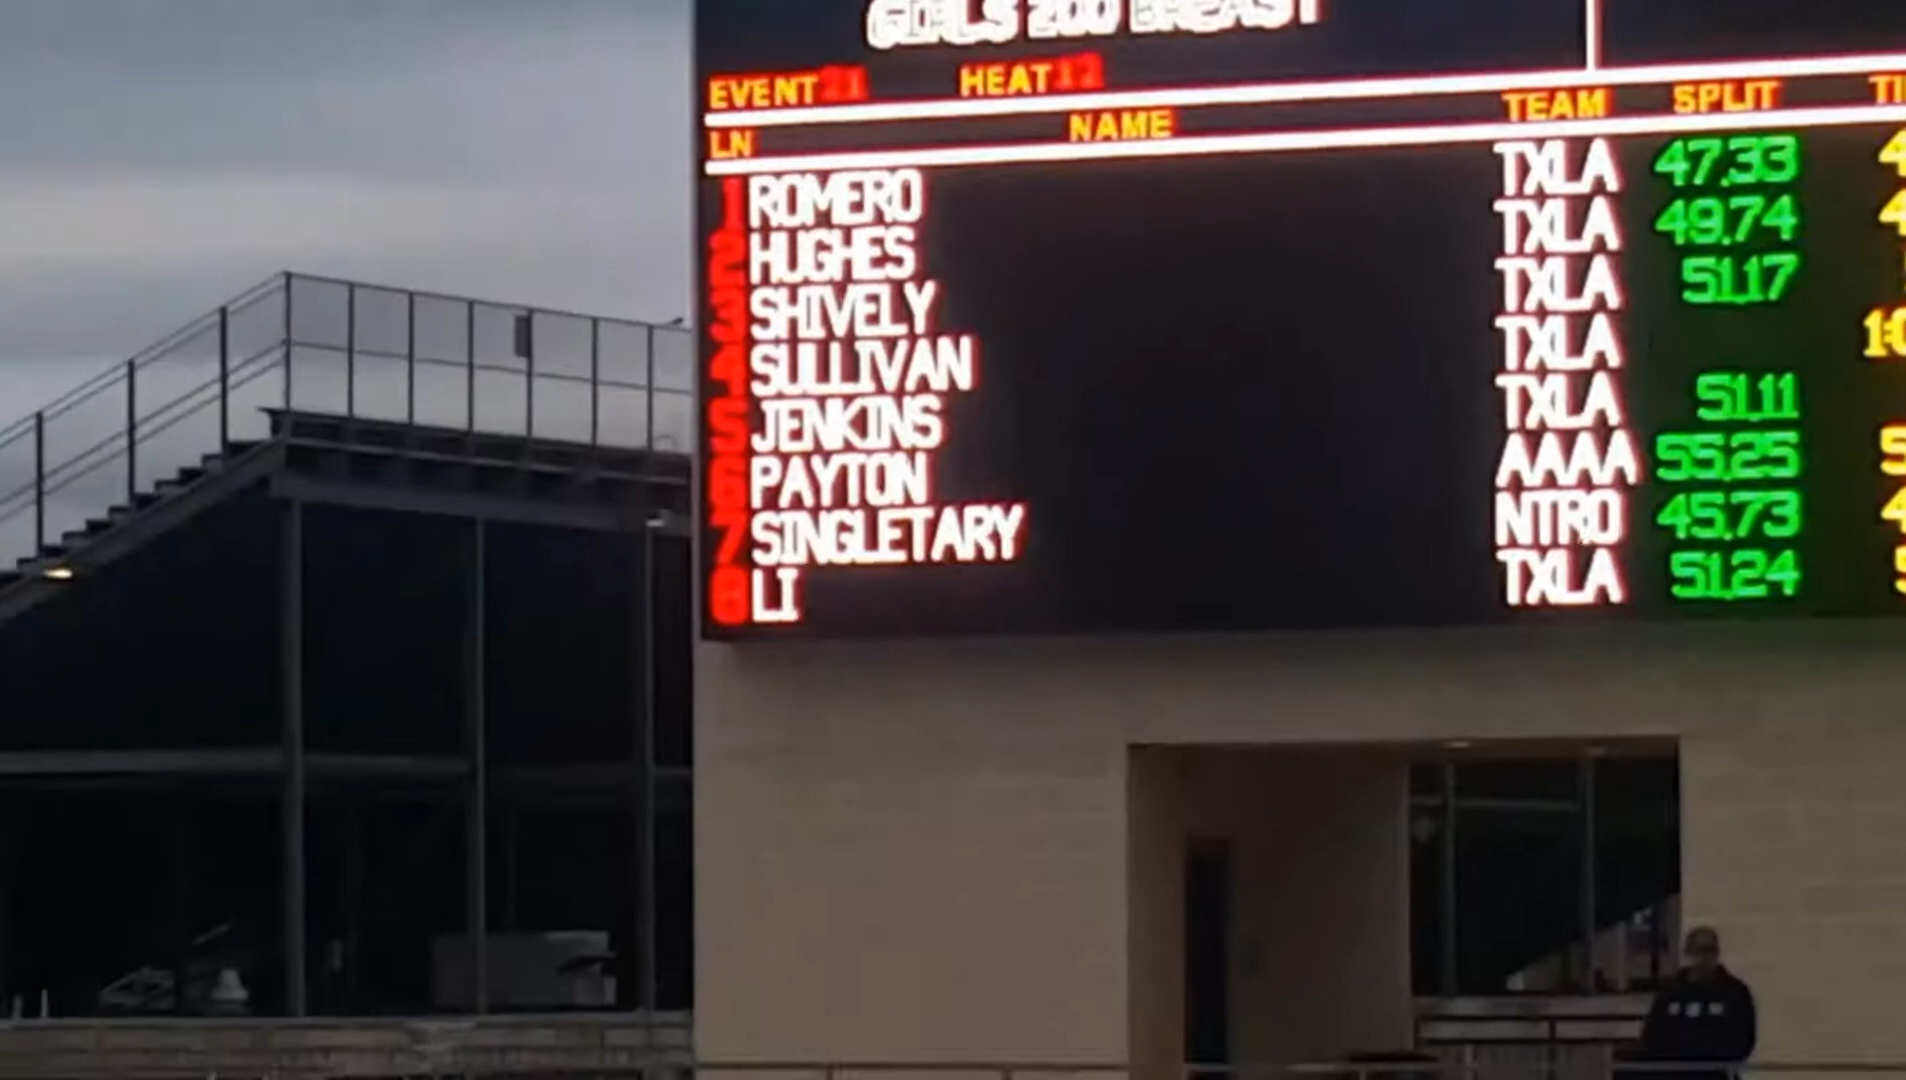 GIRLS 200 BREAST
EVENT 21 HEAT 12
LN NAME TEAM SPLIT
1 ROMERO TXLA 47.33
2 HUGHES TXLA 49.74
3 SHIVELY TXLA 51.17
4 SULLIVAN TXLA
5 JENKINS TXLA 51.11
6 PAYTON AAAA 55.25
7 SINGLETARY NTRO 45.73
8 LI TXLA 51.24